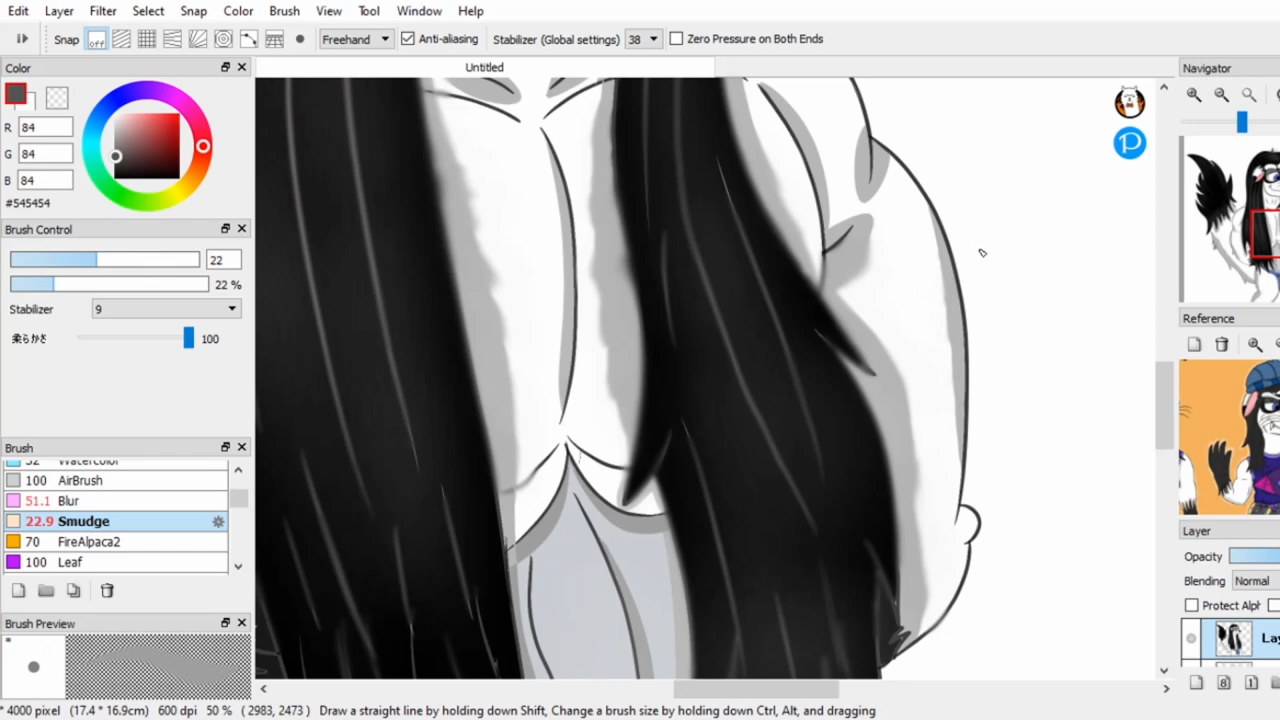 Edit Layer Filter Select Snap Color Brush View Tool Window Help
Snap off Freehand Anti-aliasing Stabilizer (Global settings) 38 Zero Pressure on Both Ends
Color
Untitled
Navigator
R 84
G 84
B 84
#545454
Brush Control
22
22 %
Stabilizer 9
柔らかさ 100
Reference
Brush
52 Watercolor
100 AirBrush
51.1 Blur
22.9 Smudge
70 FireAlpaca2
100 Leaf
Layer
Opacity
Blending Normal
Protect Alph
Lay
Brush Preview
* 4000 pixel (17.4 * 16.9cm) 600 dpi 50 % ( 2983, 2473 ) Draw a straight line by holding down Shift, Change a brush size by holding down Ctrl, Alt, and dragging